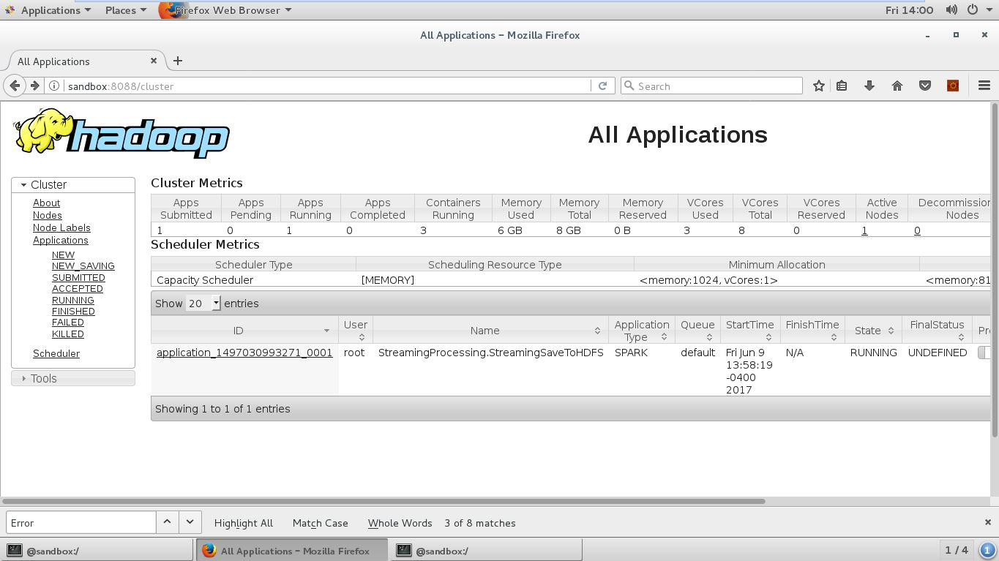 Applications Places Firefox Web Browser Fri 14:00
All Applications - Mozilla Firefox
All Applications
sandbox:8088/cluster Search
hadoop All Applications
Cluster
About
Nodes
Node Labels
Applications
NEW
NEW_SAVING
SUBMITTED
ACCEPTED
RUNNING
FINISHED
FAILED
KILLED
Scheduler
Tools
Cluster Metrics
Apps Submitted Apps Pending Apps Running Apps Completed Containers Running Memory Used Memory Total Memory Reserved VCores Used VCores Total VCores Reserved Active Nodes Decommission Nodes
1 0 1 0 3 6 GB 8 GB 0 B 3 8 0 1 0
Scheduler Metrics
Scheduler Type Scheduling Resource Type Minimum Allocation
Capacity Scheduler [MEMORY] <memory:1024, vCores:1> <memory:81
Show 20 entries
ID User Name Application Type Queue StartTime FinishTime State FinalStatus Pr
application_1497030993271_0001 root StreamingProcessing.StreamingSaveToHDFS SPARK default Fri Jun 9 N/A RUNNING UNDEFINED
13:58:19
-0400
2017
Showing 1 to 1 of 1 entries
Error Highlight All Match Case Whole Words 3 of 8 matches
@sandbox:/ All Applications - Mozilla Firefox @sandbox:/ 1 / 4 1